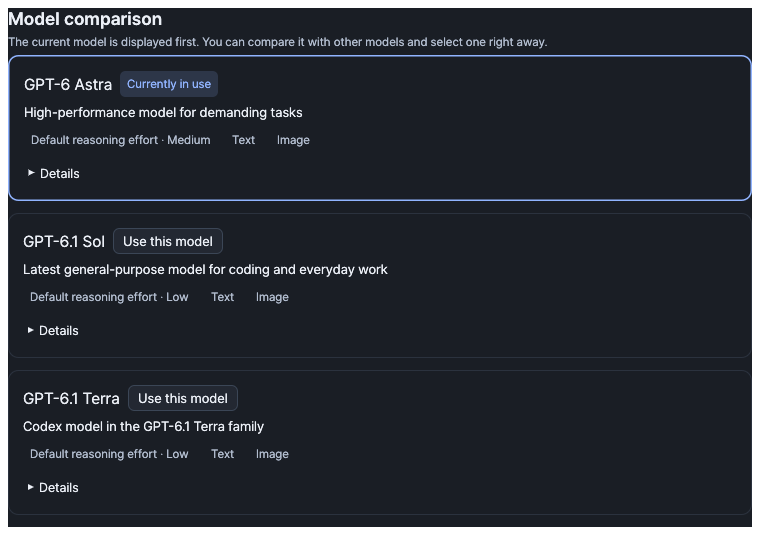 Model comparison
The current model is displayed first. You can compare it with other models and select one right away.
GPT-6 Astra Currently in use
High-performance model for demanding tasks
Default reasoning effort · Medium Text Image
Details
GPT-6.1 Sol Use this model
Latest general-purpose model for coding and everyday work
Default reasoning effort · Low Text Image
Details
GPT-6.1 Terra Use this model
Codex model in the GPT-6.1 Terra family
Default reasoning effort · Low Text Image
Details